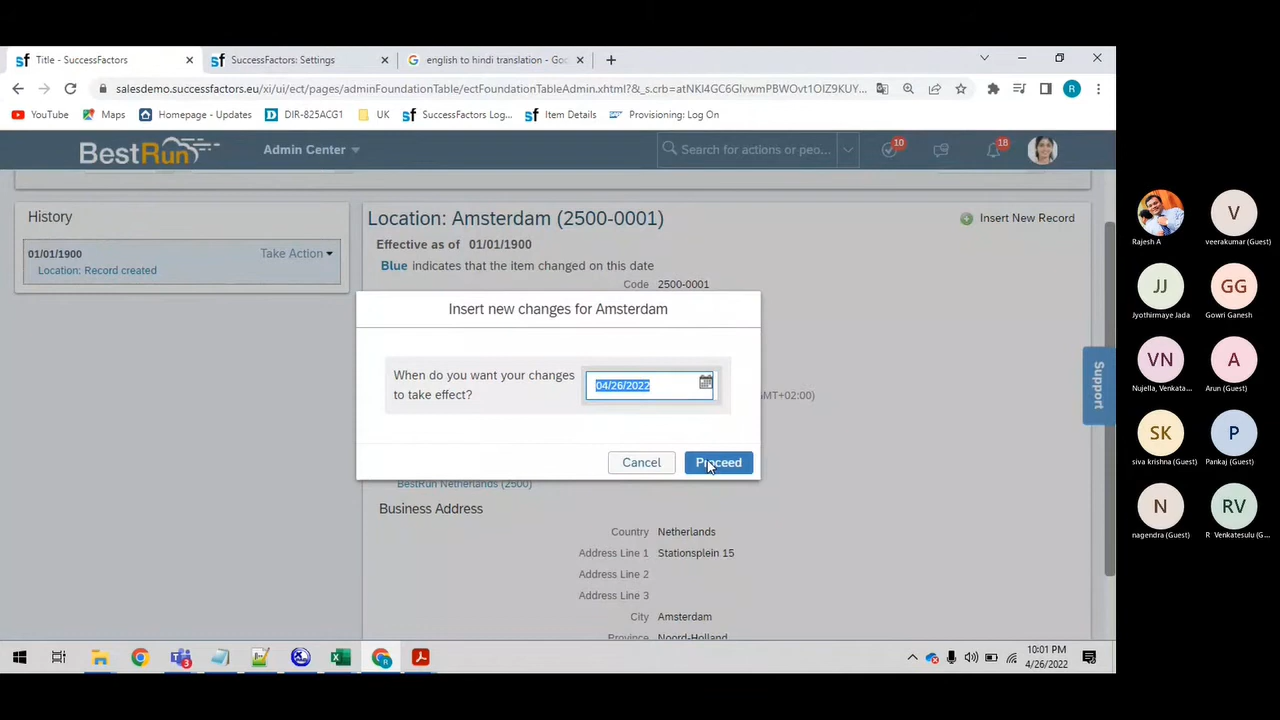 Title - SuccessFactors
SuccessFactors: Settings
english to hindi translation - Goo
salesdemo.successfactors.eu/xi/ui/ect/pages/adminFoundationTable/ectFoundationTableAdmin.xhtml?&_s.crb=atNKI4GC6GlvwmPBWOvt1OIZ9KUY...
YouTube
Maps
Homepage - Updates
DIR-825ACG1
UK
SuccessFactors Log...
Item Details
Provisioning: Log On
BestRun
Admin Center
Search for actions or peo...
10
18
History
01/01/1900
Take Action
Location: Record created
Location: Amsterdam (2500-0001)
Insert New Record
Effective as of 01/01/1900
Blue indicates that the item changed on this date
Code 2500-0001
Insert new changes for Amsterdam
When do you want your changes
to take effect?
04/26/2022
GMT+02:00)
Cancel
Proceed
BestRun Netherlands (2500)
Business Address
Country Netherlands
Address Line 1 Stationsplein 15
Address Line 2
Address Line 3
City Amsterdam
Province Noord-Holland
Support
3
10:01 PM
4/26/2022
Rajesh A
V
veerakumar (Guest)
JJ
Jyothirmaye Jada
GG
Gowri Ganesh
VN
Nujella, Venkata...
A
Arun (Guest)
SK
siva krishna (Guest)
P
Pankaj (Guest)
N
nagendra (Guest)
RV
R Venkatesulu (G...